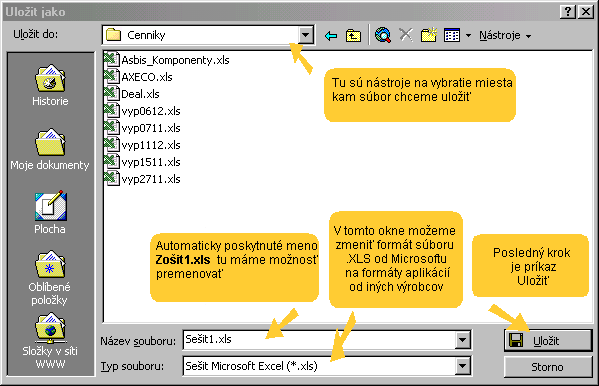 Uložit jako
Uložit do:
Cenniky
Nástroje
Historie
Moje dokumenty
Plocha
Oblíbené
položky
Složky v síti
WWW
Asbis_Komponenty.xls
AXECO.xls
Deal.xls
vyp0612.xls
vyp0711.xls
vyp1112.xls
vyp1511.xls
vyp2711.xls
Tu sú nástroje na vybratie miesta
kam súbor chceme uložiť
Automaticky poskytnuté meno
Zošit1.xls tu máme možnosť
premenovať
V tomto okne možeme
zmeniť formát súboru
.XLS od Microsoftu
na formáty aplikácií
od iných výrobcov
Posledný krok
je príkaz
Uložiť
Název souboru:
Sešit1.xls
Uložit
Typ souboru:
Sešit Microsoft Excel (*.xls)
Storno